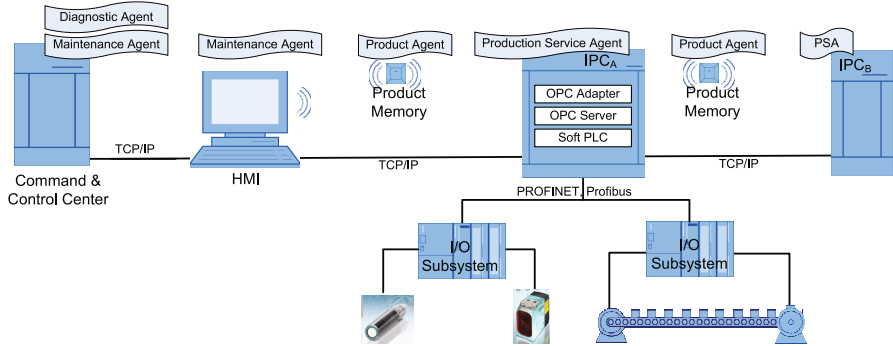 Diagnostic Agent
Maintenance Agent
Maintenance Agent
Product Agent
Production Service Agent
Product Agent
PSA
IPCA
IPCB
Product
Memory
Product
Memory
OPC Adapter
OPC Server
Soft PLC
TCP/IP
TCP/IP
TCP/IP
Command &
Control Center
HMI
PROFINET, Profibus
I/O
Subsystem
I/O
Subsystem